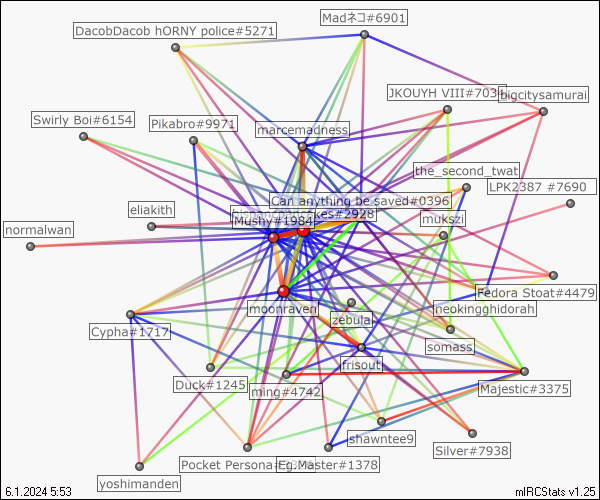 Madネコ#6901
DacobDacob hORNY police#5271
JKOUYH VIII#703
bigcitysamurai
Swirly Boi#6154
Pikabro#9971
marcemadness
the_second_twat
LPK2387 #7690
Can anything be saved#0396
eliakith
#2928
Mushy#1984
mukszi
normalwan
Fedora Stoat#4479
moonraven
neokingghidorah
zebula
Cypha#1717
somass
frisout
Duck#1245
ming#4742
Majestic#3375
shawntee9
Silver#7938
Pocket Persona
Eg.Master#1378
yoshimanden
6.1.2024 5:53
mIRCStats v1.25